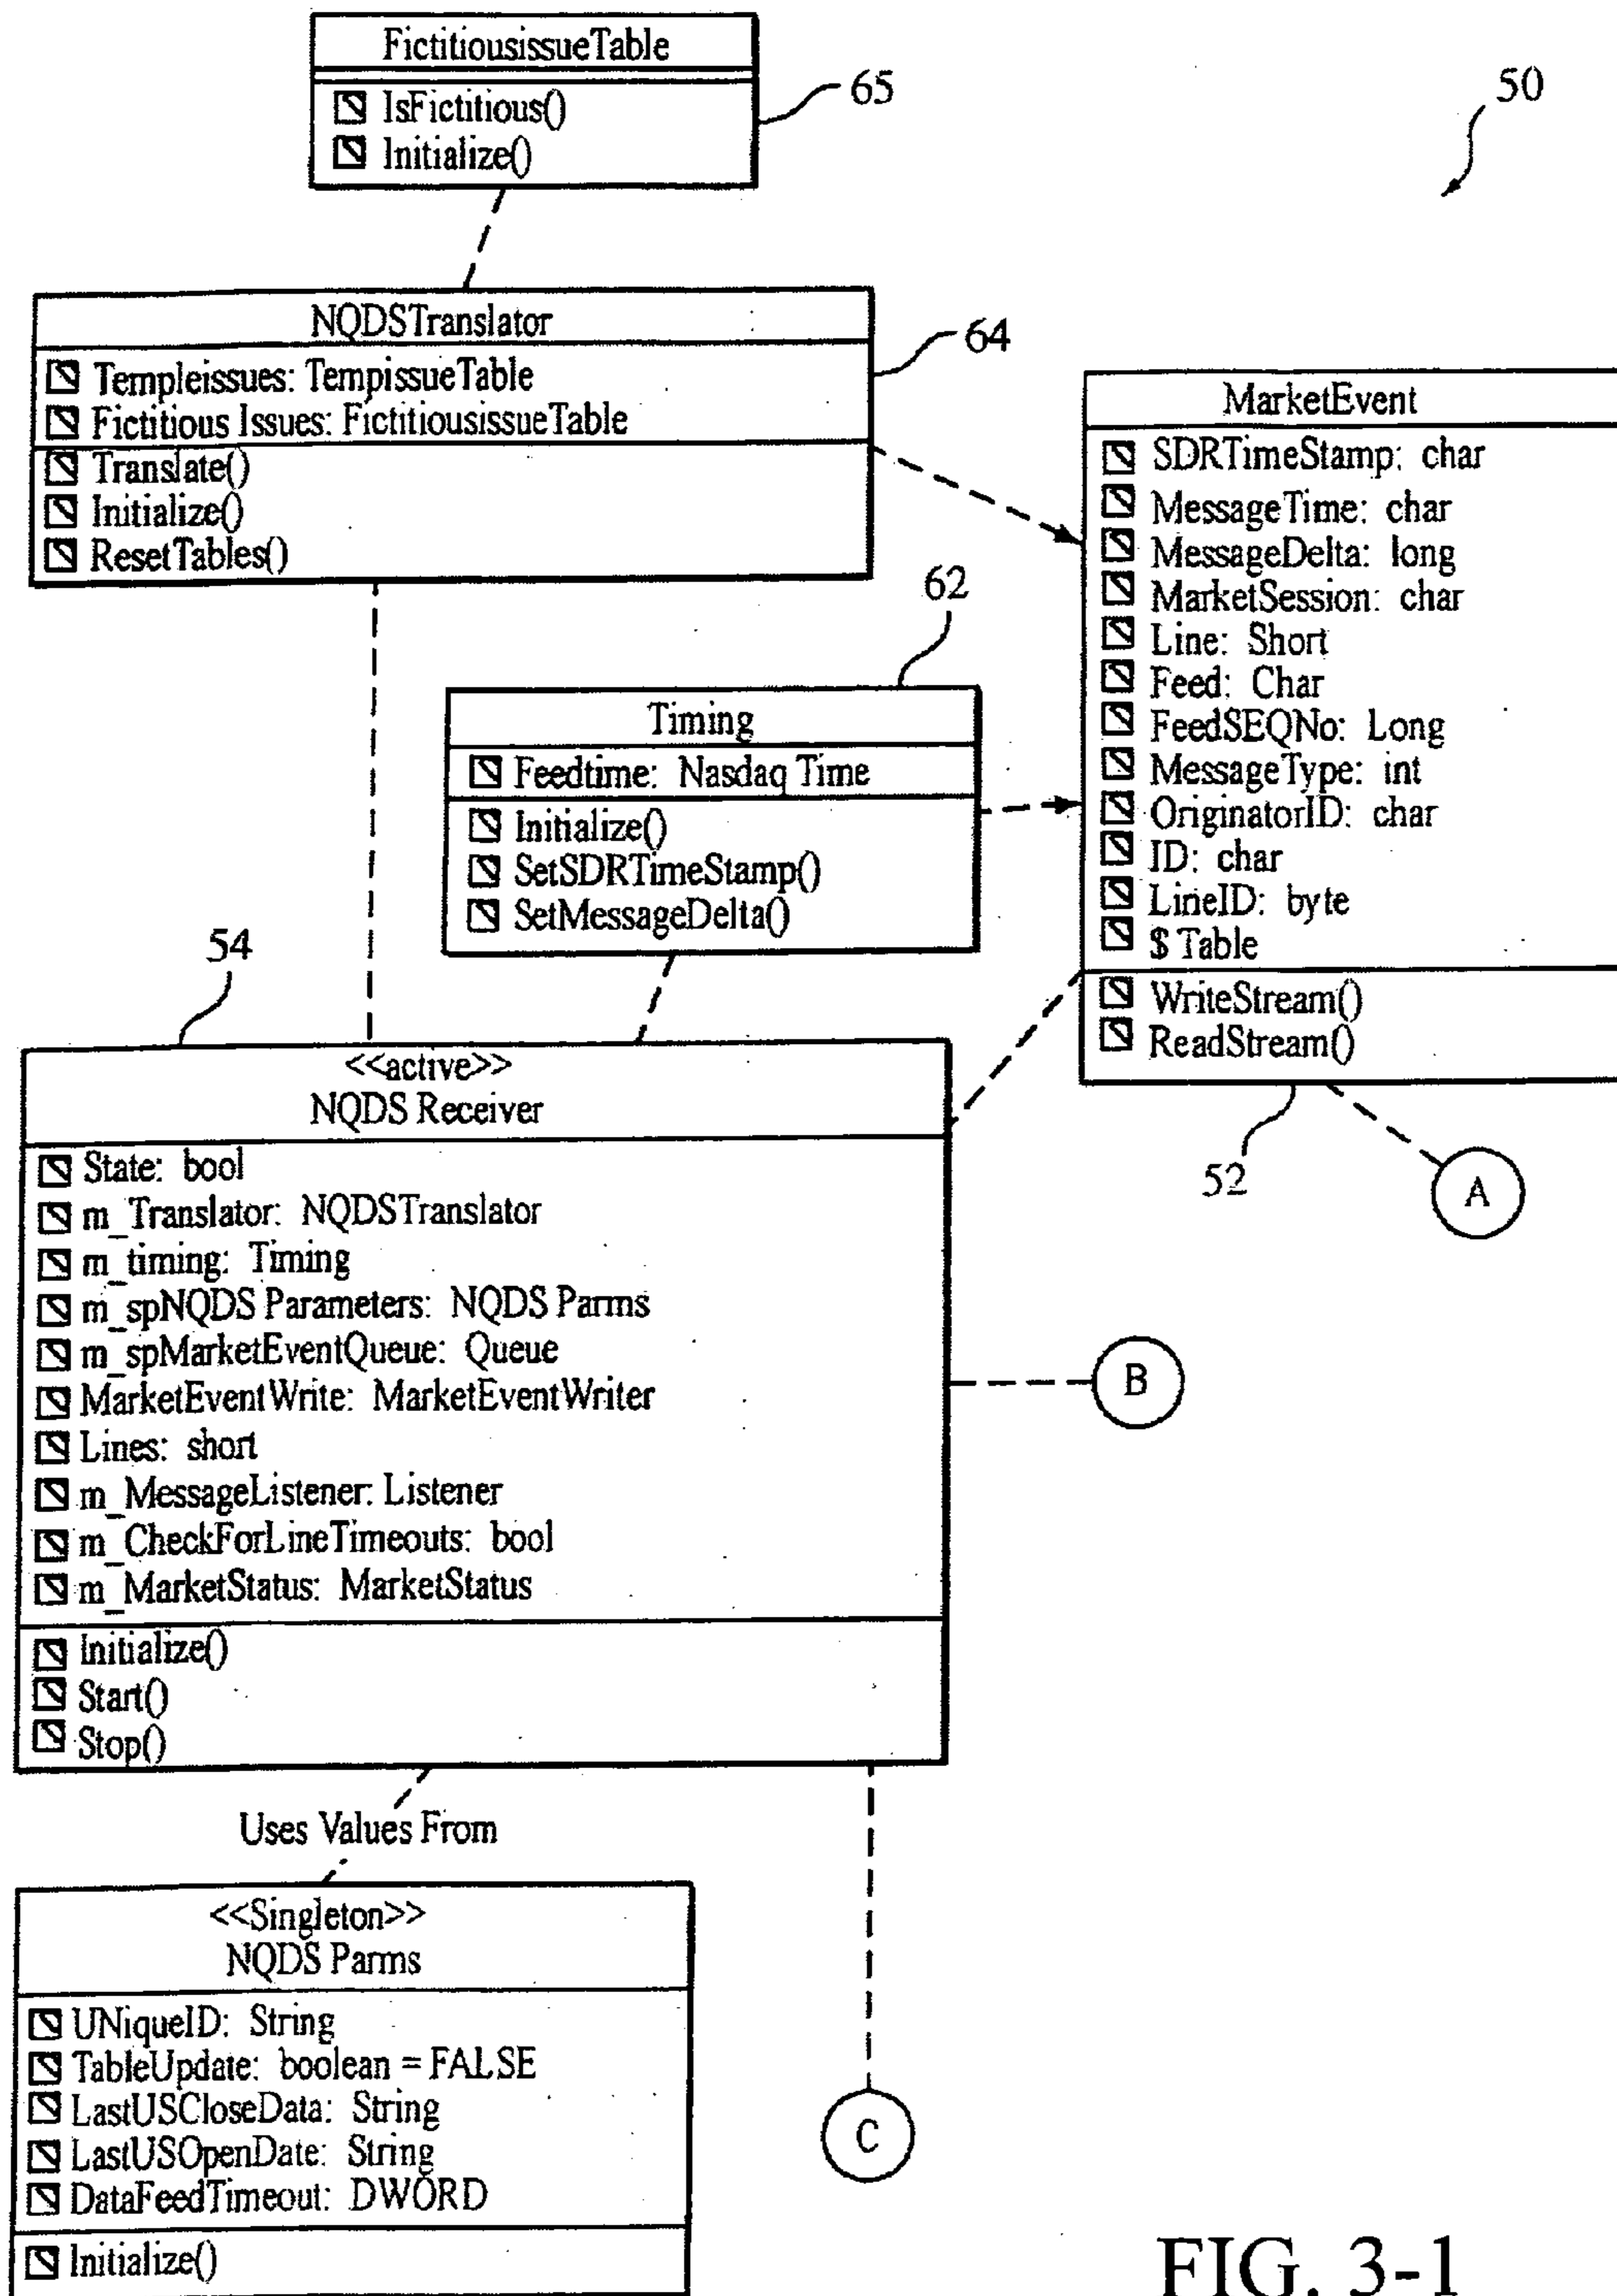 FictitiousissueTable
IsFictitious()
Initialize()
65
50
NQDSTranslator
Templeissues: TempissueTable
Fictitious Issues: FictitiousissueTable
Translate()
Initialize()
ResetTables()
64
MarketEvent
SDRTimeStamp: char
MessageTime: char
MessageDelta: long
MarketSession: char
Line: Short
Feed: Char
FeedSEQNo: Long
MessageType: int
OriginatorID: char
ID: char
LineID: byte
$ Table
WriteStream()
ReadStream()
52
A
62
Timing
Feedtime: Nasdaq Time
Initialize()
SetSDRTimeStamp()
SetMessageDelta()
54
<<active>>
NQDS Receiver
State: bool
m_Translator: NQDSTranslator
m_timing: Timing
m_spNQDS Parameters: NQDS Parms
m_spMarketEventQueue: Queue
MarketEventWrite: MarketEventWriter
Lines: short
m_MessageListener: Listener
m_CheckForLineTimeouts: bool
m_MarketStatus: MarketStatus
Initialize()
Start()
Stop()
B
Uses Values From
<<Singleton>>
NQDS Parms
UNiqueID: String
TableUpdate: boolean = FALSE
LastUSCloseData: String
LastUSOpenDate: String
DataFeedTimeout: DWORD
Initialize()
C
FIG. 3-1